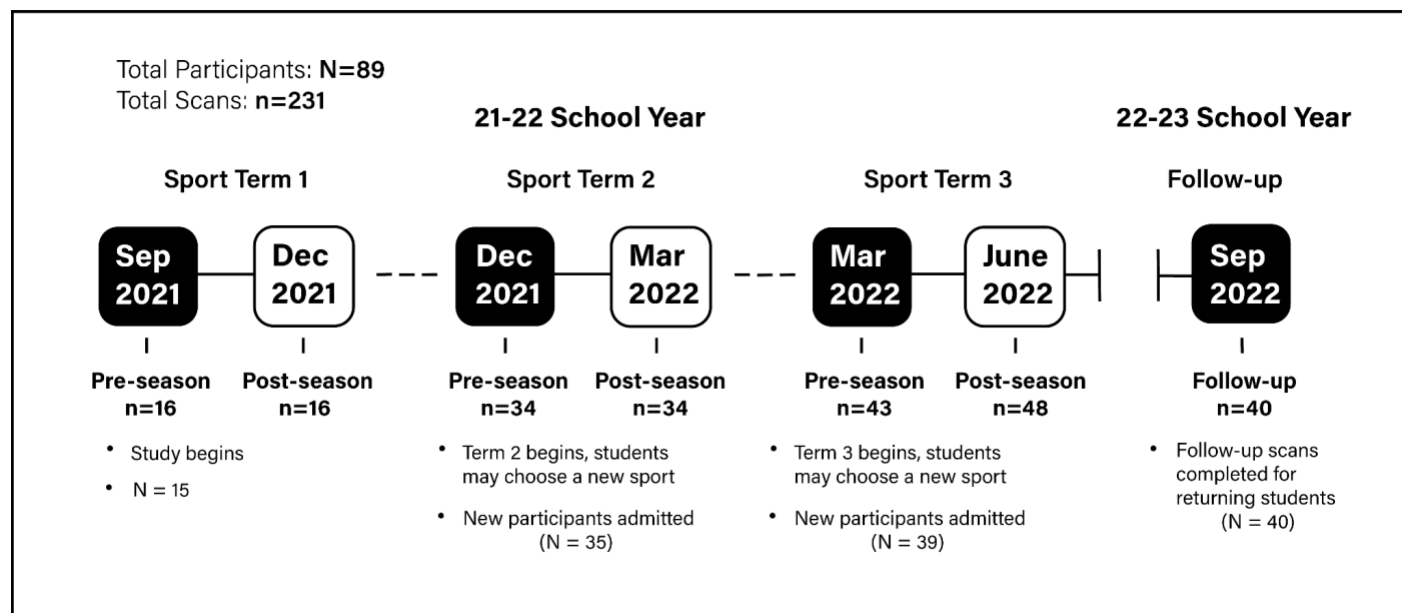 Total Participants: N=89
Total Scans: n=231
21-22 School Year
22-23 School Year
Sport Term 1
Sport Term 2
Sport Term 3
Follow-up
Sep
2021
Dec
2021
Dec
2021
Mar
2022
Mar
2022
June
2022
Sep
2022
Pre-season
n=16
Post-season
n=16
Pre-season
n=34
Post-season
n=34
Pre-season
n=43
Post-season
n=48
Follow-up
n=40
• Study begins
• N = 15
• Term 2 begins, students
may choose a new sport
• New participants admitted
(N = 35)
• Term 3 begins, students
may choose a new sport
• New participants admitted
(N = 39)
• Follow-up scans
completed for
returning students
(N = 40)